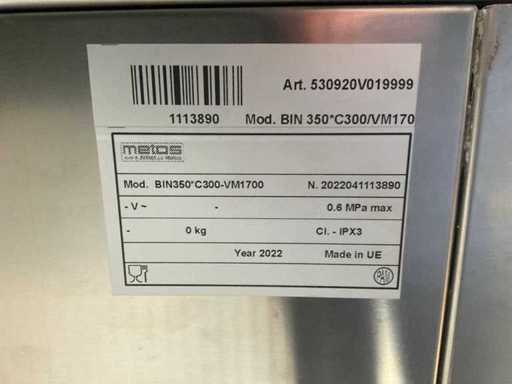 Art. 530920V019999
1113890 Mod. BIN 350*C300/VM170
metos
Mod. BIN350*C300-VM1700 N. 2022041113890
- V ~ - 0.6 MPa max
- 0 kg Cl. - IPX3
Year 2022 Made in UE